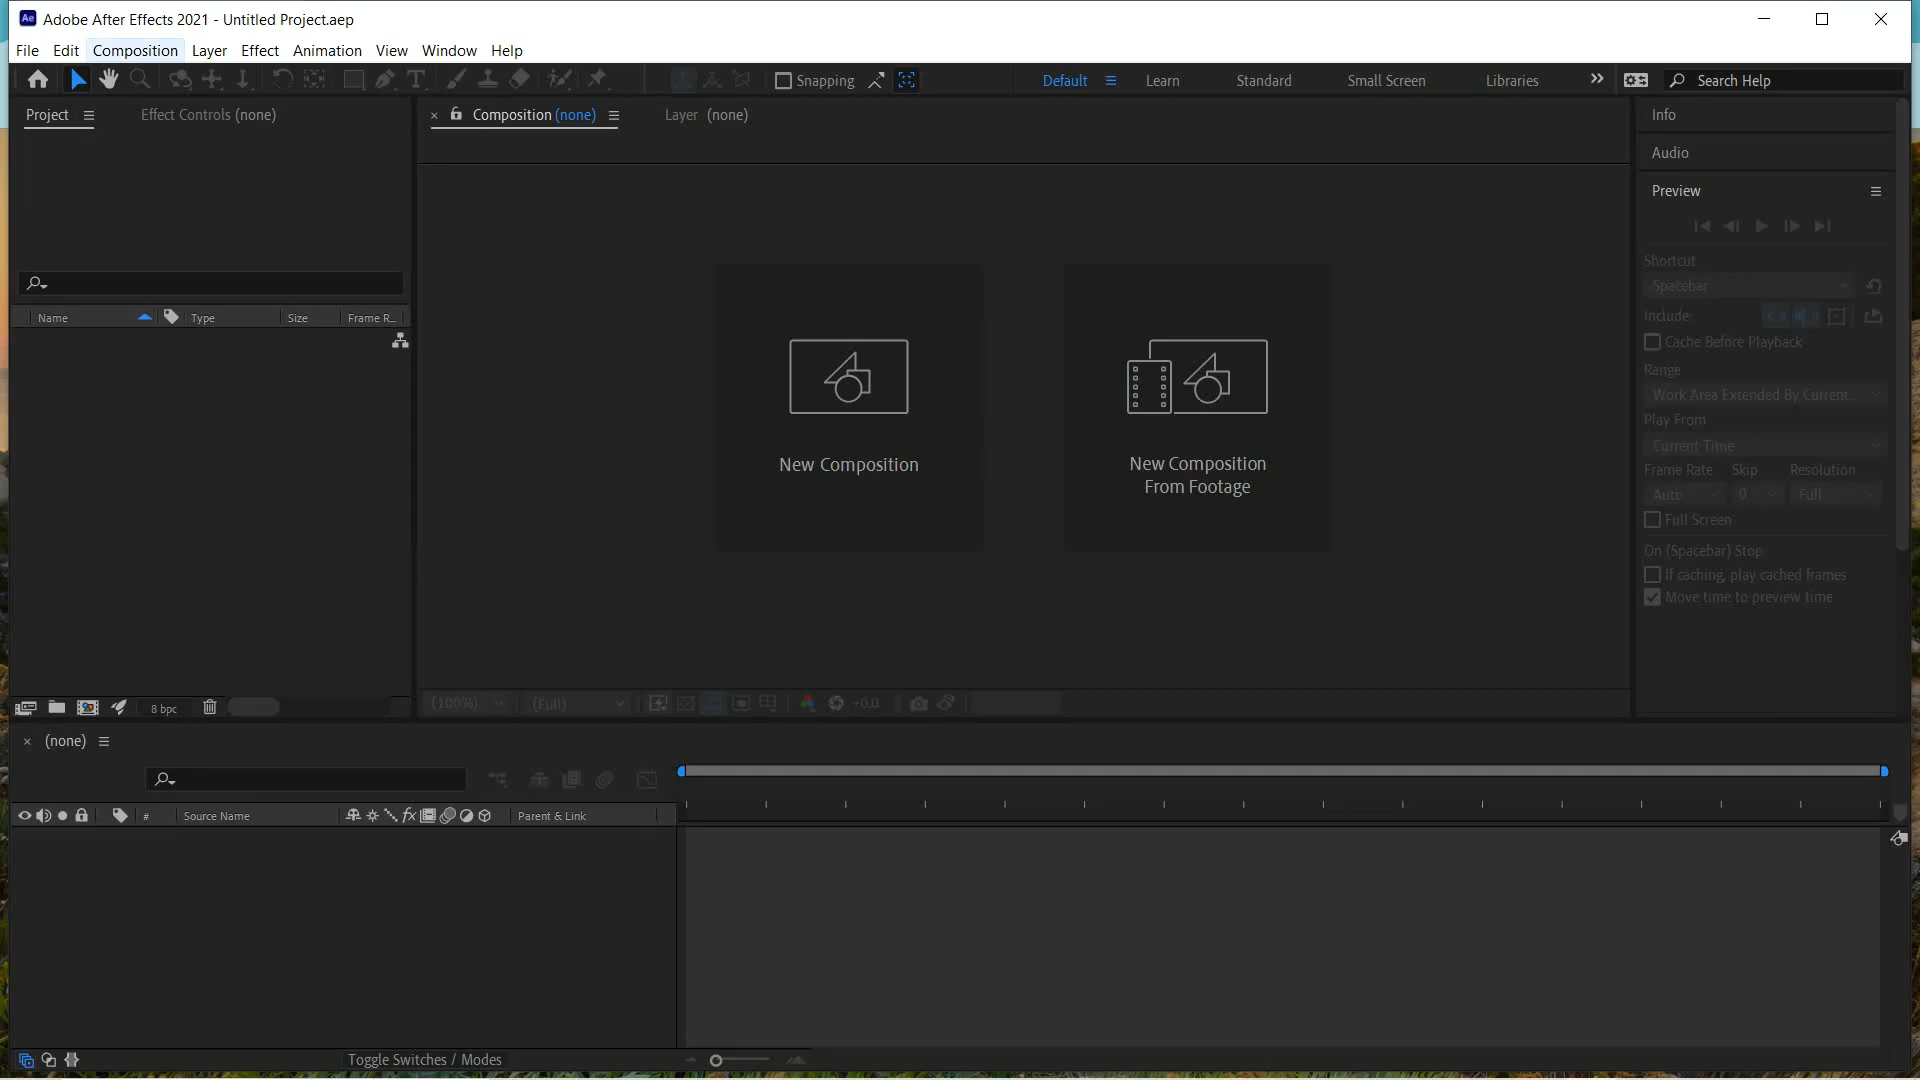 Ae Adobe After Effects 2021 - Untitled Project.aep
File Edit Composition Layer Effect Animation View Window Help
Snapping Default Learn Standard Small Screen Libraries Search Help
Project Effect Controls (none) Composition (none) Layer (none) Info
Audio
Preview
Shortcut
Spacebar
Include:
Name Type Size Frame R...
Cache Before Playback
Range
Work Area Extended By Current...
Play From
Current Time
New Composition
New Composition
From Footage
Frame Rate Skip Resolution
Auto 0 Full
Full Screen
On (Spacebar) Stop:
If caching, play cached frames
Move time to preview time
8 bpc (100%) (Full) +0.0
(none)
# Source Name fx Parent & Link
Toggle Switches / Modes